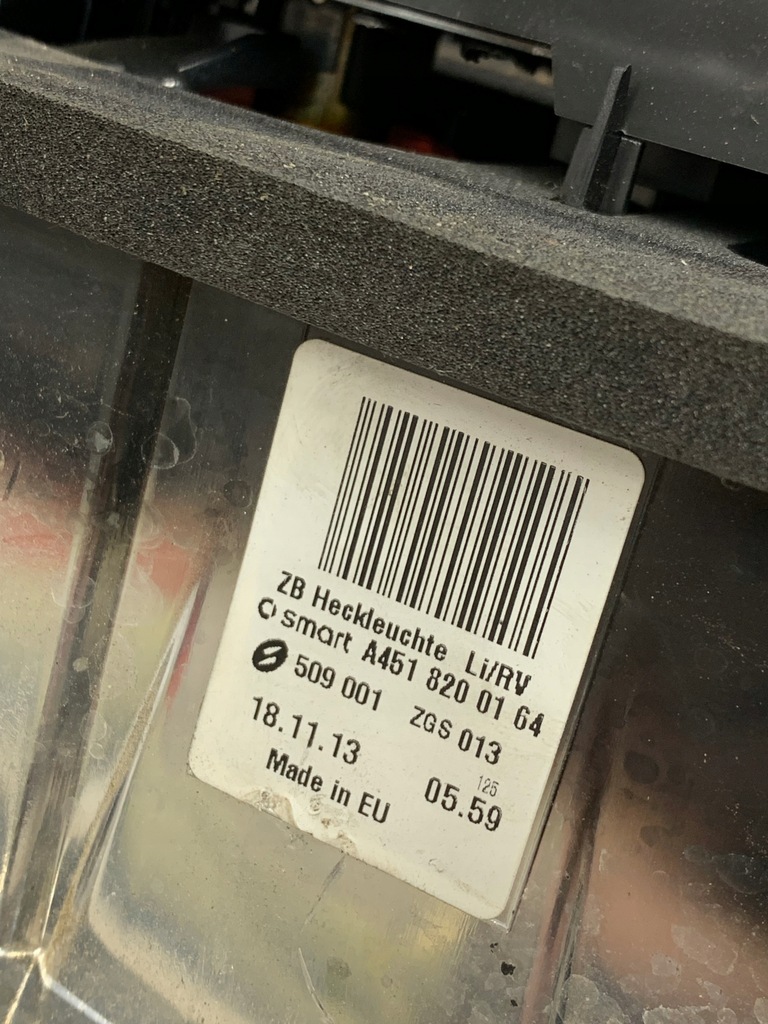 ZB Heckleuchte Li/RV
smart A451 820 01 64
509 001 ZGS 013
18.11.13 125 05.59
Made in EU